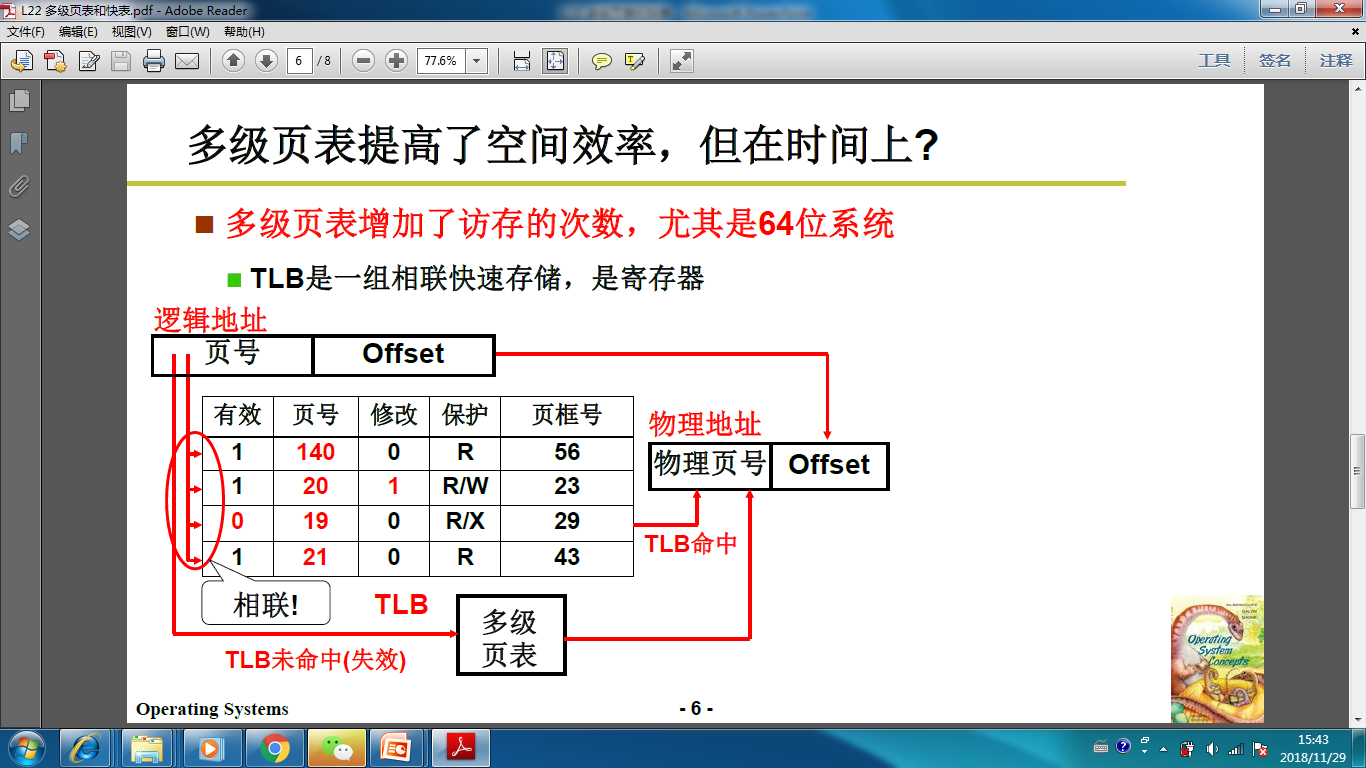 L22 多级页表和快表.pdf - Adobe Reader
文件(F) 编辑(E) 视图(V) 窗口(W) 帮助(H)
6 / 8 77.6% 工具 签名 注释
多级页表提高了空间效率，但在时间上?
多级页表增加了访存的次数，尤其是64位系统
TLB是一组相联快速存储，是寄存器
逻辑地址
页号 Offset
有效 页号 修改 保护 页框号
1 140 0 R 56
1 20 1 R/W 23
0 19 0 R/X 29
1 21 0 R 43
物理地址
物理页号 Offset
TLB命中
相联!
TLB
多级
页表
TLB未命中(失效)
Operating
System
Concepts
Operating Systems
- 6 -
15:43
2018/11/29